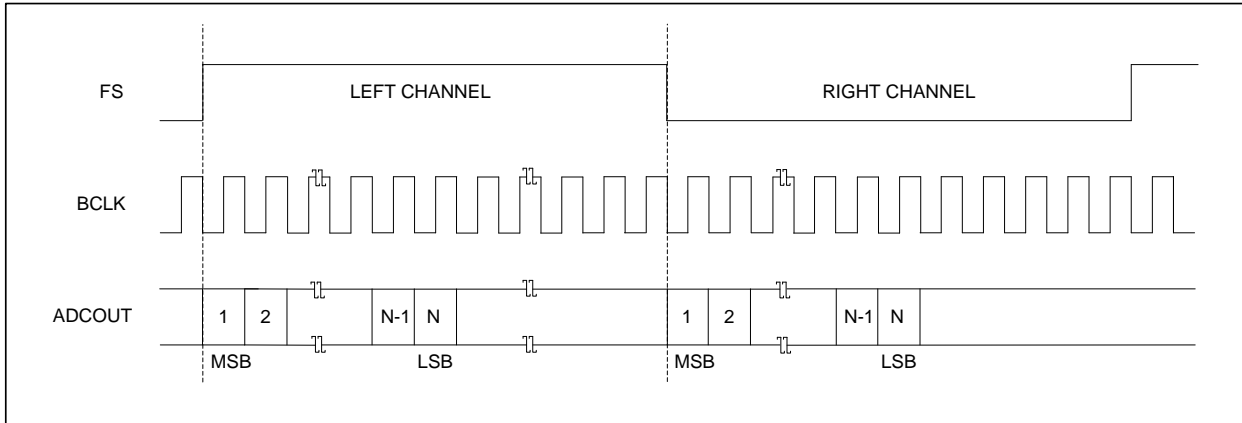 FS
LEFT CHANNEL
RIGHT CHANNEL
BCLK
ADCOUT
1 2 N-1 N 1 2 N-1 N
MSB LSB MSB LSB